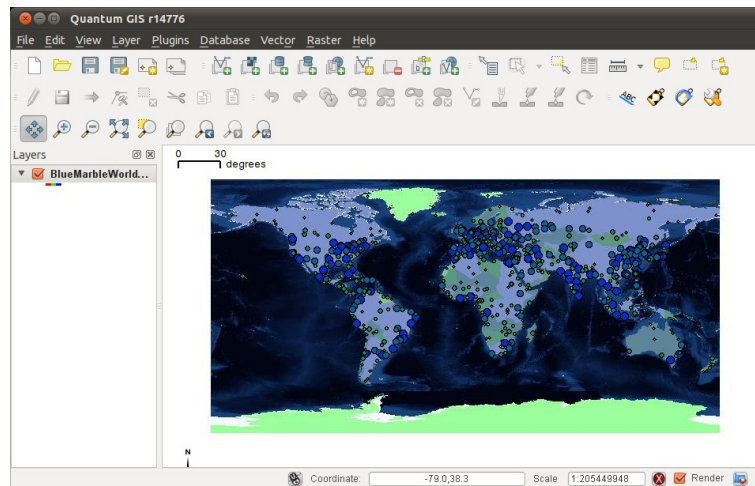 Quantum GIS r14776
File Edit View Layer Plugins Database Vector Raster Help
ABC
Layers
BlueMarbleWorld...
0 30
degrees
N
Coordinate: -79.0,38.3 Scale 1:205449948 Render